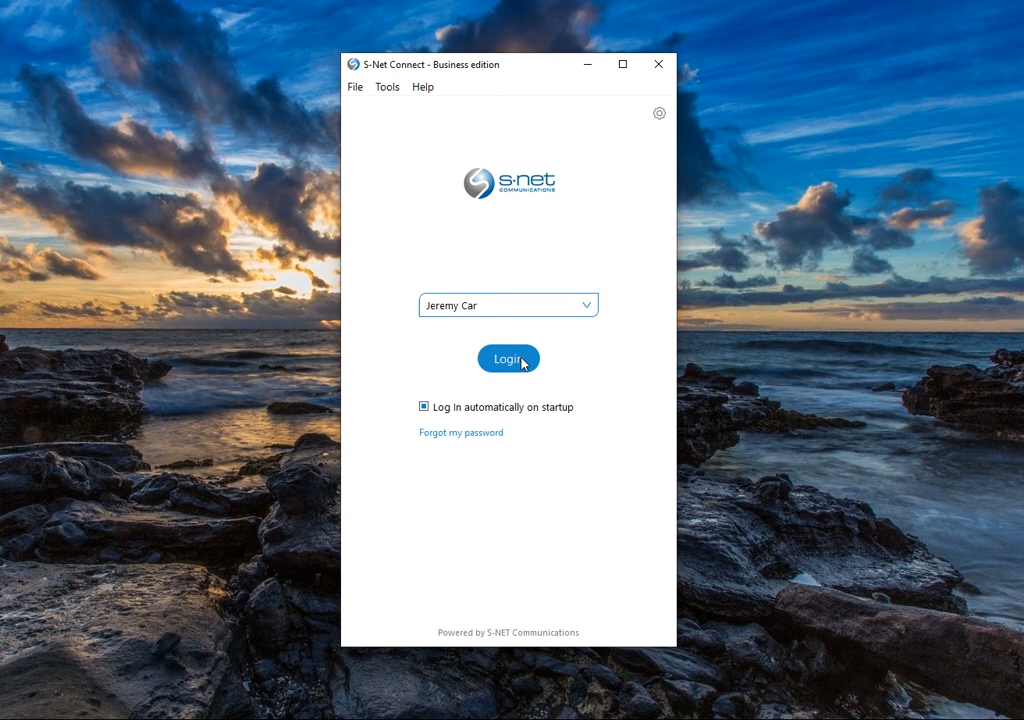 S-Net Connect - Business edition
File Tools Help
s·net
COMMUNICATIONS
Jeremy Car
Login
Log In automatically on startup
Forgot my password
Powered by S-NET Communications